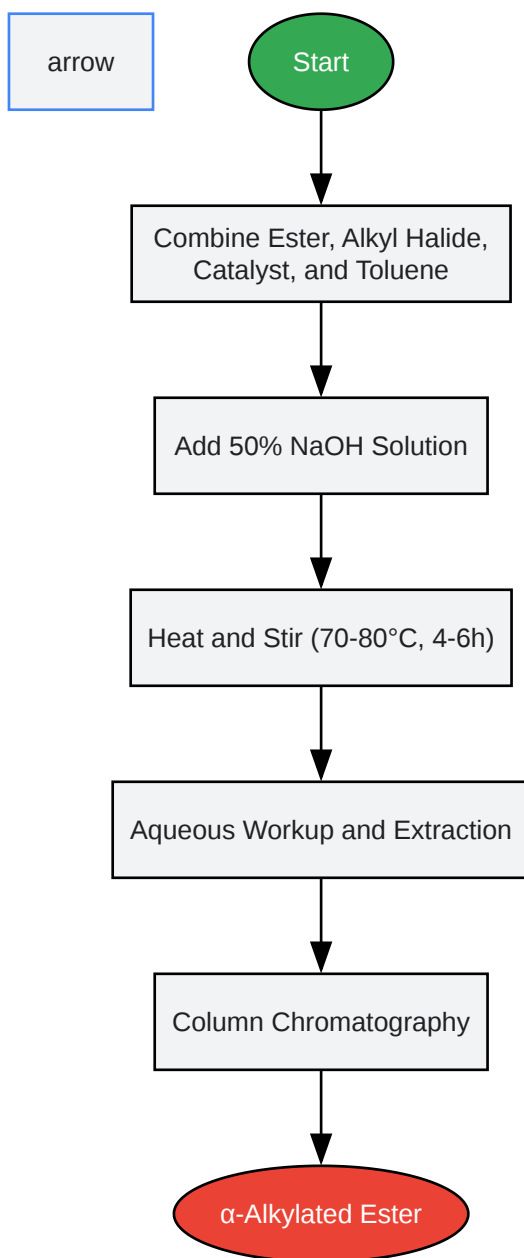 arrow
Start
Combine Ester, Alkyl Halide,
Catalyst, and Toluene
Add 50% NaOH Solution
Heat and Stir (70-80°C, 4-6h)
Aqueous Workup and Extraction
Column Chromatography
α-Alkylated Ester